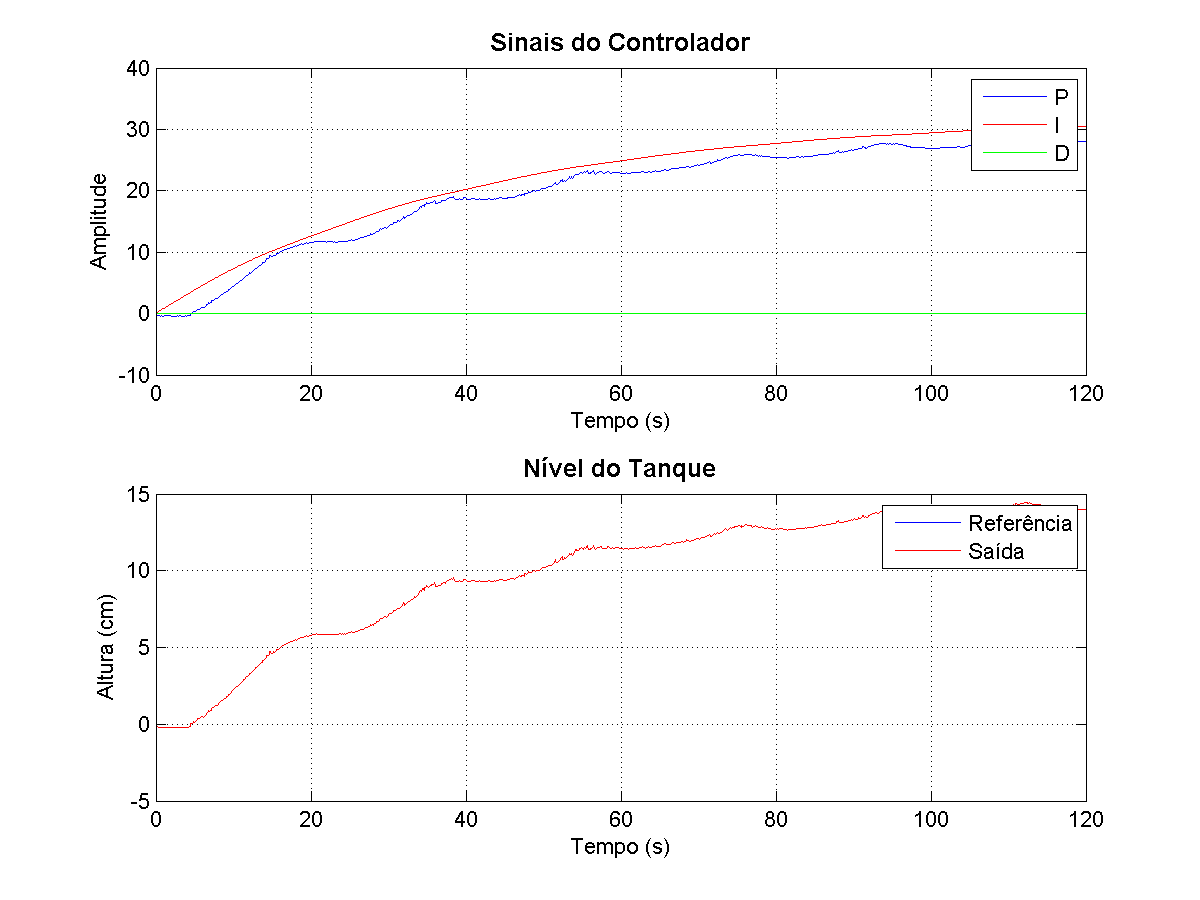 Sinais do Controlador
40
30
20
10
0
-10
Amplitude
P
I
D
0 20 40 60 80 100 120
Tempo (s)
Nível do Tanque
15
10
5
0
-5
Altura (cm)
Referência
Saída
0 20 40 60 80 100 120
Tempo (s)